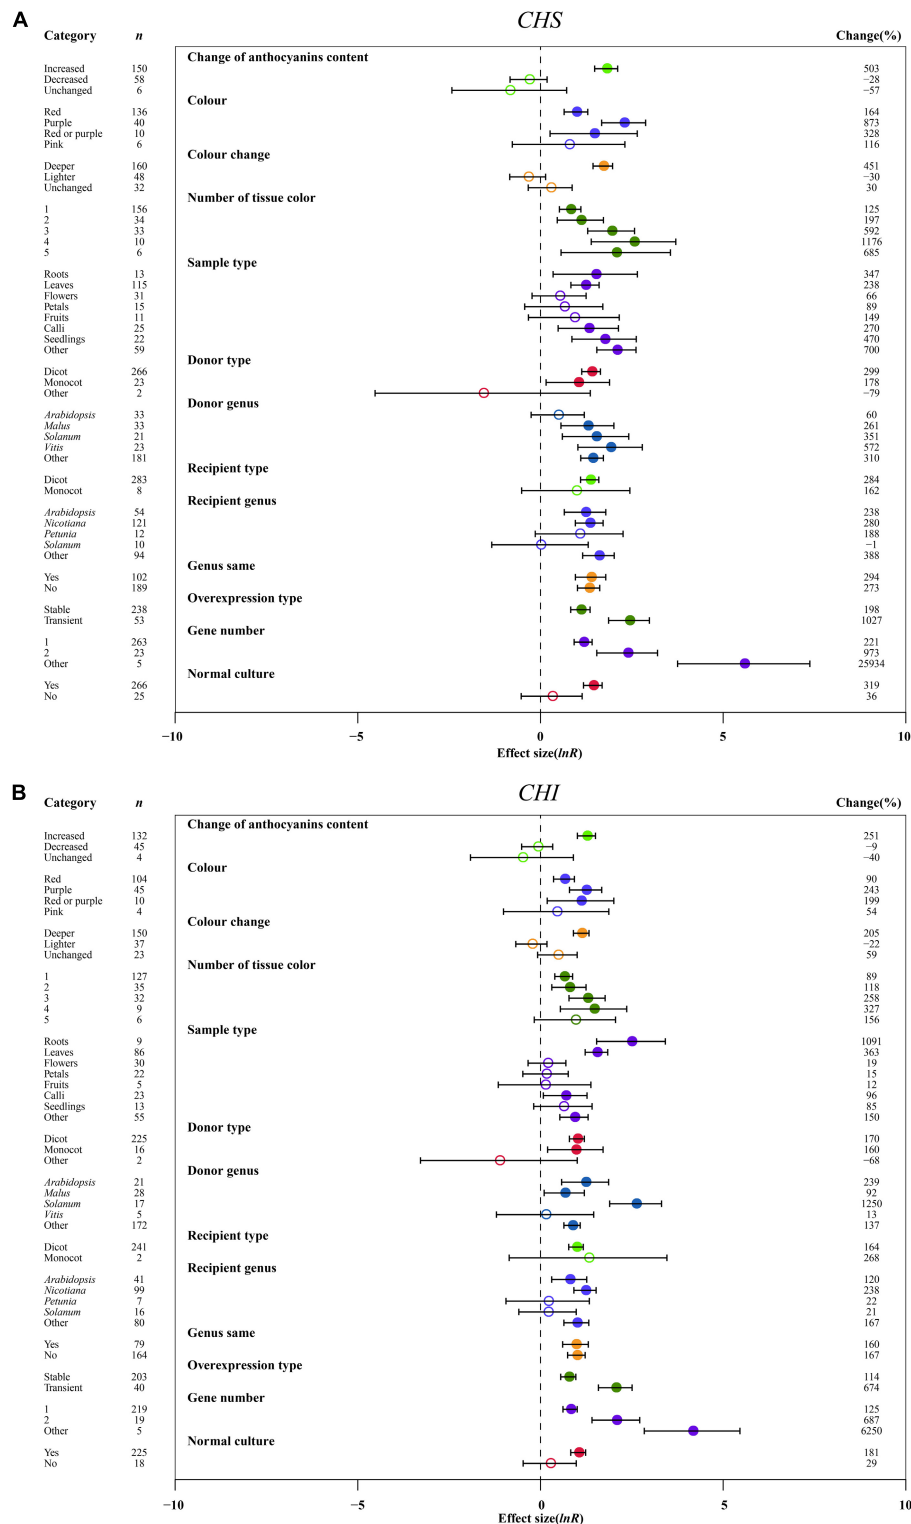 A
CHS
Category n Change(%)
Change of anthocyanins content
Increased 150 503
Decreased 58 −28
Unchanged 6 −57
Colour
Red 136 164
Purple 40 873
Red or purple 10 328
Pink 6 116
Colour change
Deeper 160 451
Lighter 48 −30
Unchanged 32 30
Number of tissue color
1 156 125
2 34 197
3 33 592
4 10 1176
5 6 685
Sample type
Roots 13 347
Leaves 115 238
Flowers 31 66
Petals 15 89
Fruits 11 149
Calli 25 270
Seedlings 22 470
Other 59 700
Donor type
Dicot 266 299
Monocot 23 178
Other 2 −79
Donor genus
Arabidopsis 33 60
Malus 33 261
Solanum 21 351
Vitis 23 572
Other 181 310
Recipient type
Dicot 283 284
Monocot 8 162
Recipient genus
Arabidopsis 54 238
Nicotiana 121 280
Petunia 12 188
Solanum 10 −1
Other 94 388
Genus same
Yes 102 294
No 189 273
Overexpression type
Stable 238 198
Transient 53 1027
Gene number
1 263 221
2 23 973
Other 5 25934
Normal culture
Yes 266 319
No 25 36
−10 −5 0 5 10
Effect size(lnR)
B
CHI
Category n Change(%)
Change of anthocyanins content
Increased 132 251
Decreased 45 −9
Unchanged 4 −40
Colour
Red 104 90
Purple 45 243
Red or purple 10 199
Pink 4 54
Colour change
Deeper 150 205
Lighter 37 −22
Unchanged 23 59
Number of tissue color
1 127 89
2 35 118
3 32 258
4 9 327
5 6 156
Sample type
Roots 9 1091
Leaves 86 363
Flowers 30 19
Petals 22 15
Fruits 5 12
Calli 23 96
Seedlings 13 85
Other 55 150
Donor type
Dicot 225 170
Monocot 16 160
Other 2 −68
Donor genus
Arabidopsis 21 239
Malus 28 92
Solanum 17 1250
Vitis 5 13
Other 172 137
Recipient type
Dicot 241 164
Monocot 2 268
Recipient genus
Arabidopsis 41 120
Nicotiana 99 238
Petunia 7 22
Solanum 16 21
Other 80 167
Genus same
Yes 79 160
No 164 167
Overexpression type
Stable 203 114
Transient 40 674
Gene number
1 219 125
2 19 687
Other 5 6250
Normal culture
Yes 225 181
No 18 29
−10 −5 0 5 10
Effect size(lnR)